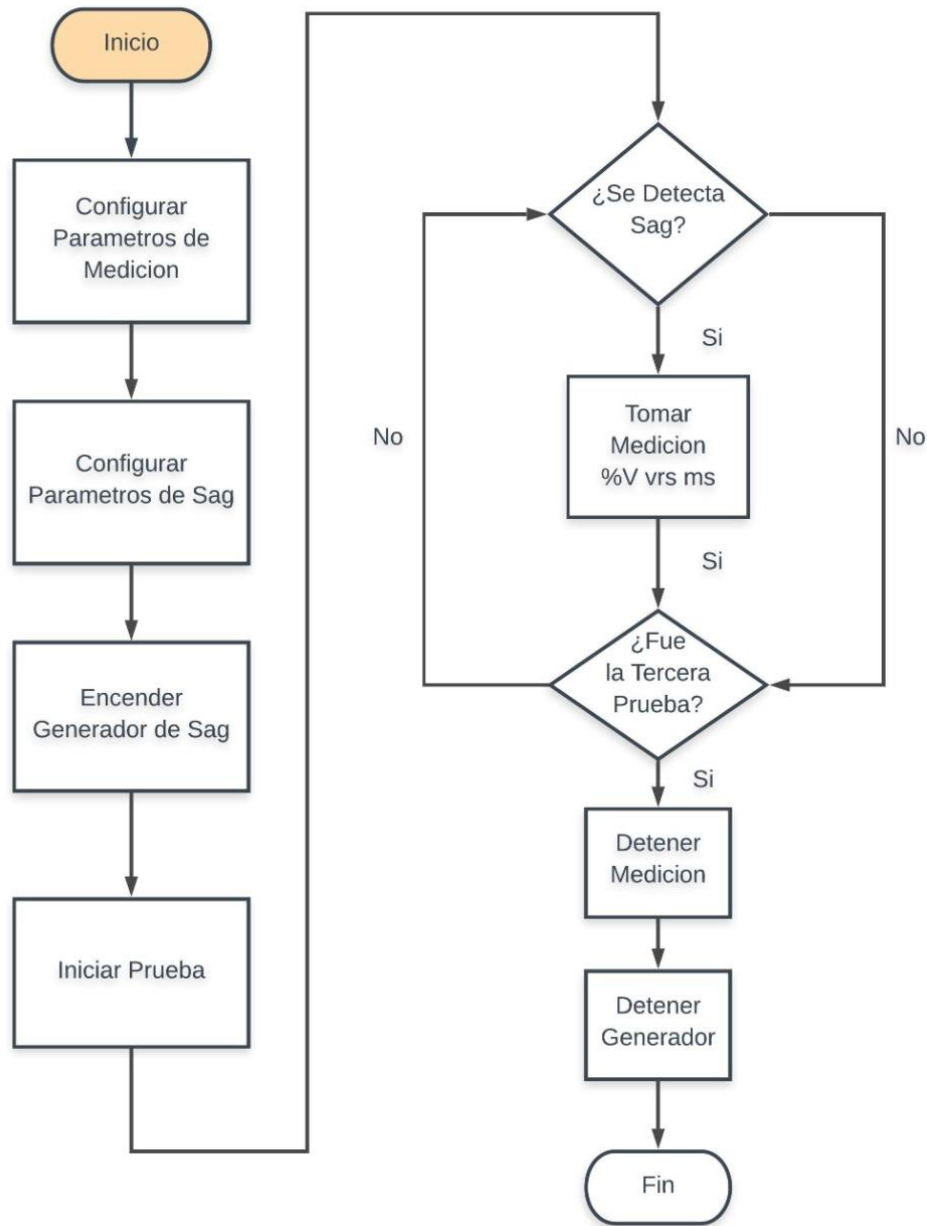 Inicio
Configurar
Parametros de
Medicion
Configurar
Parametros de Sag
Encender
Generador de Sag
Iniciar Prueba
¿Se Detecta
Sag?
Si
No
No
Tomar
Medicion
%V vrs ms
Si
¿Fue
la Tercera
Prueba?
Si
Detener
Medicion
Detener
Generador
Fin